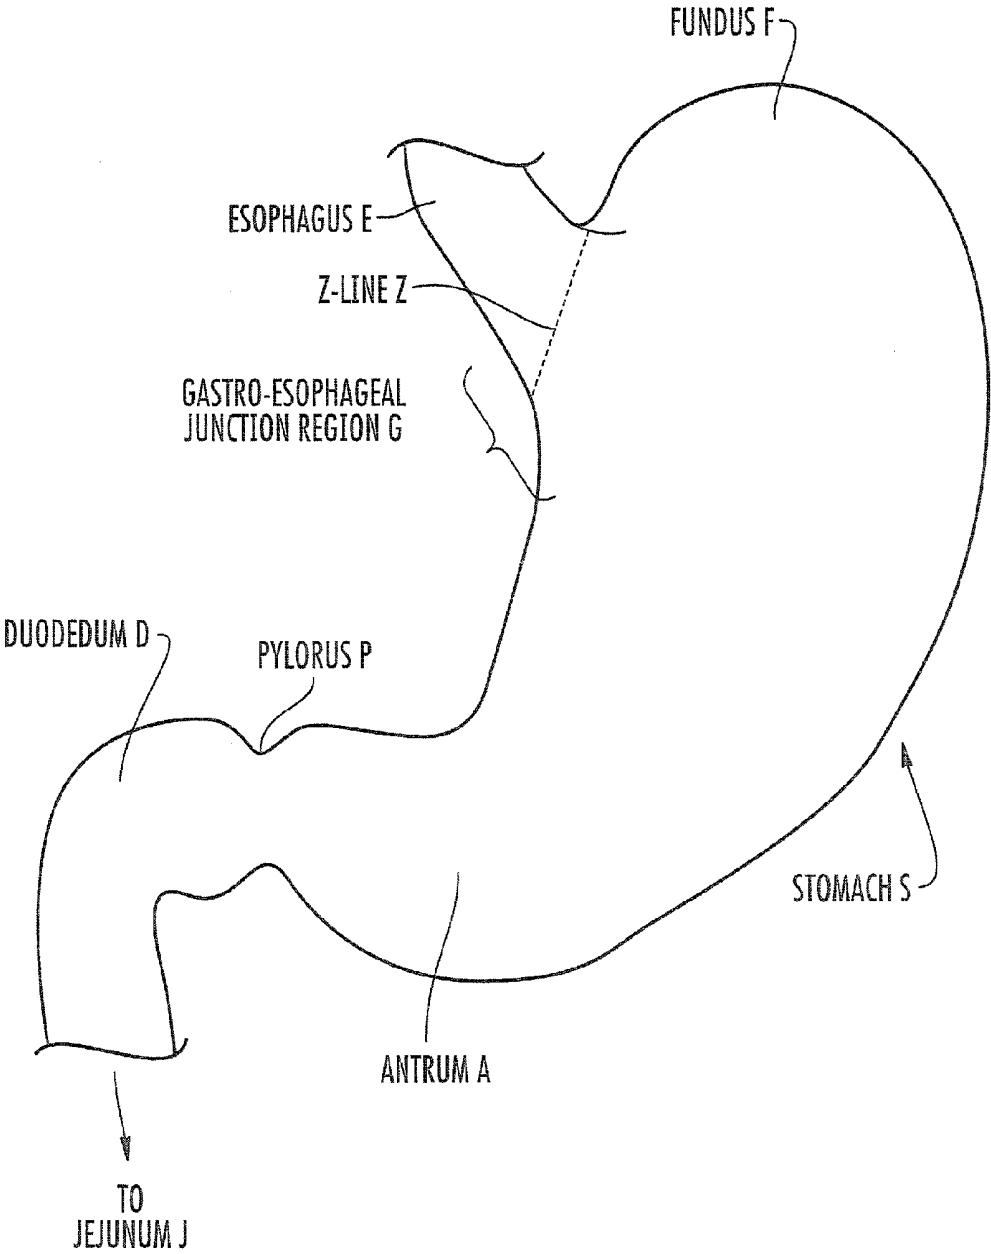 FUNDUS F
ESOPHAGUS E
Z-LINE Z
GASTRO-ESOPHAGEAL
JUNCTION REGION G
DUODEDUM D
PYLORUS P
STOMACH S
ANTRUM A
TO
JEJUNUM J